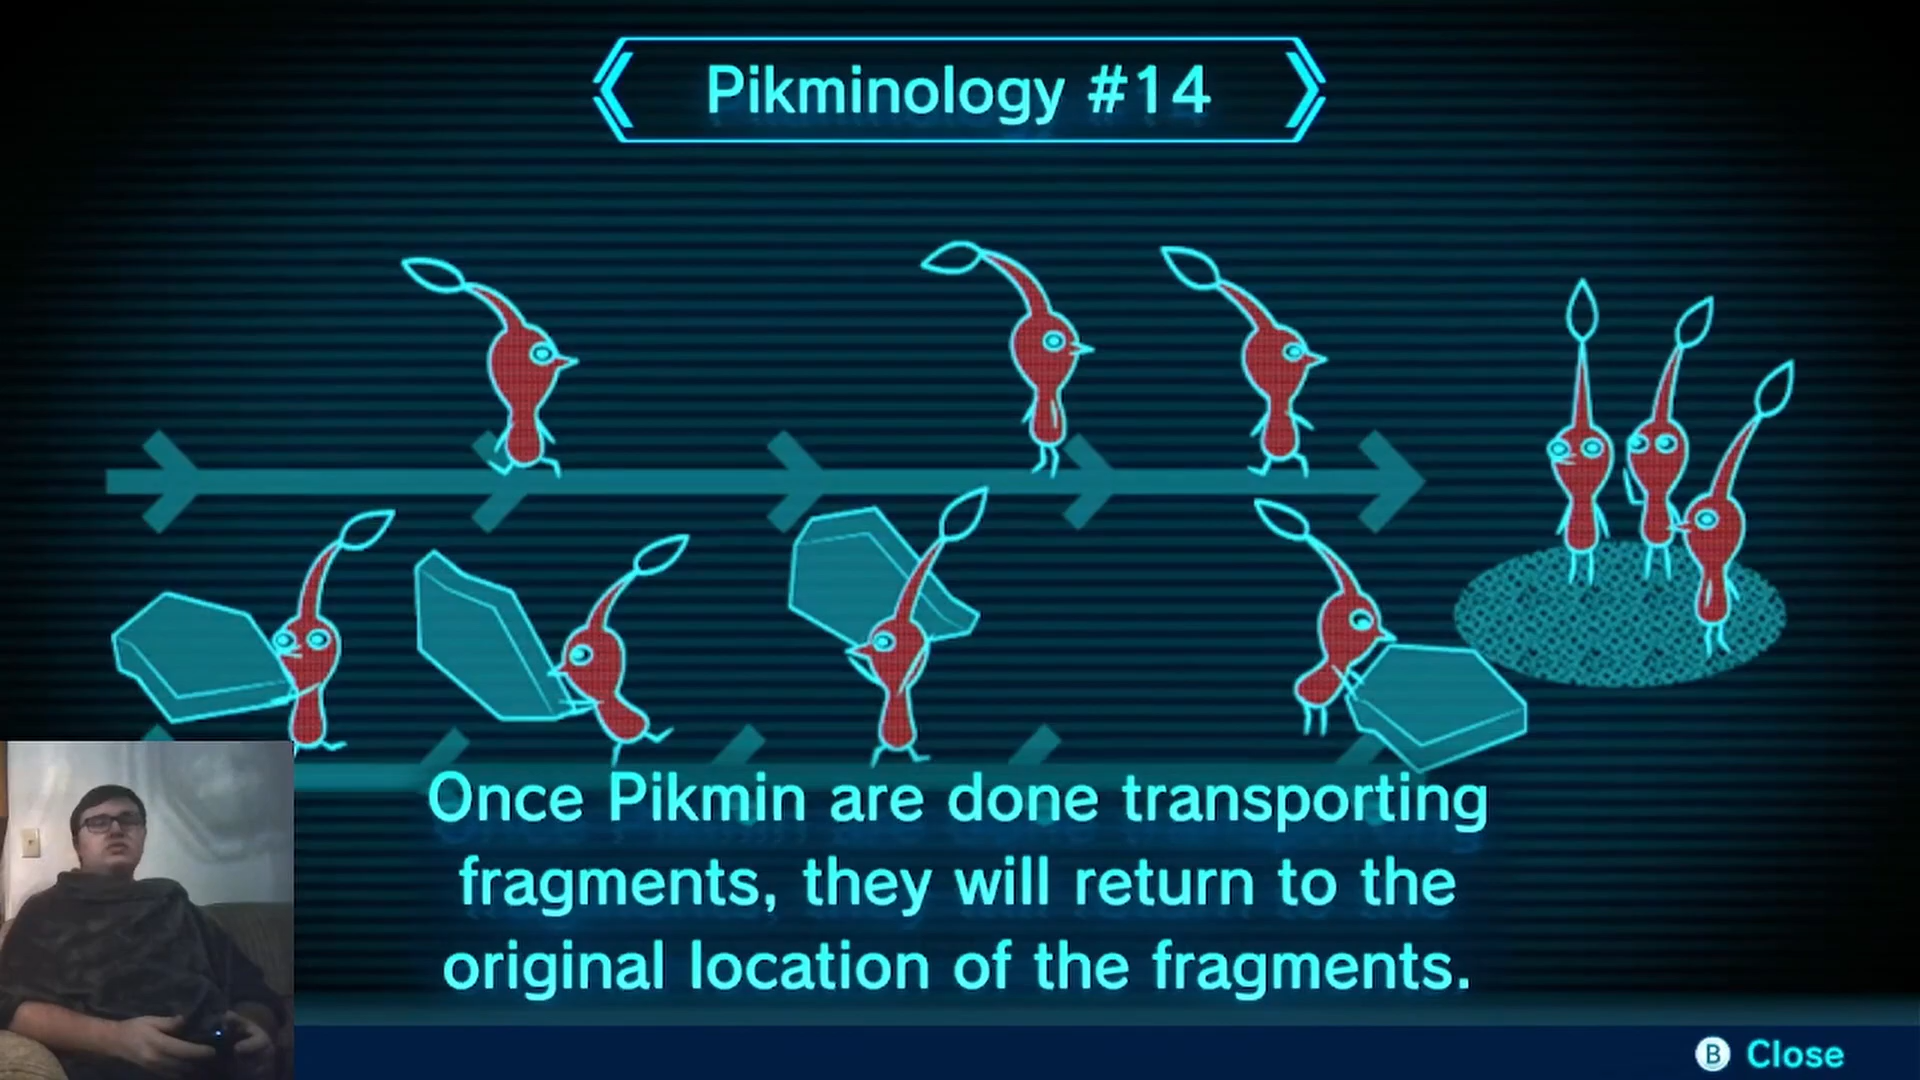 Pikminology #14
Once Pikmin are done transporting
fragments, they will return to the
original location of the fragments.
B Close